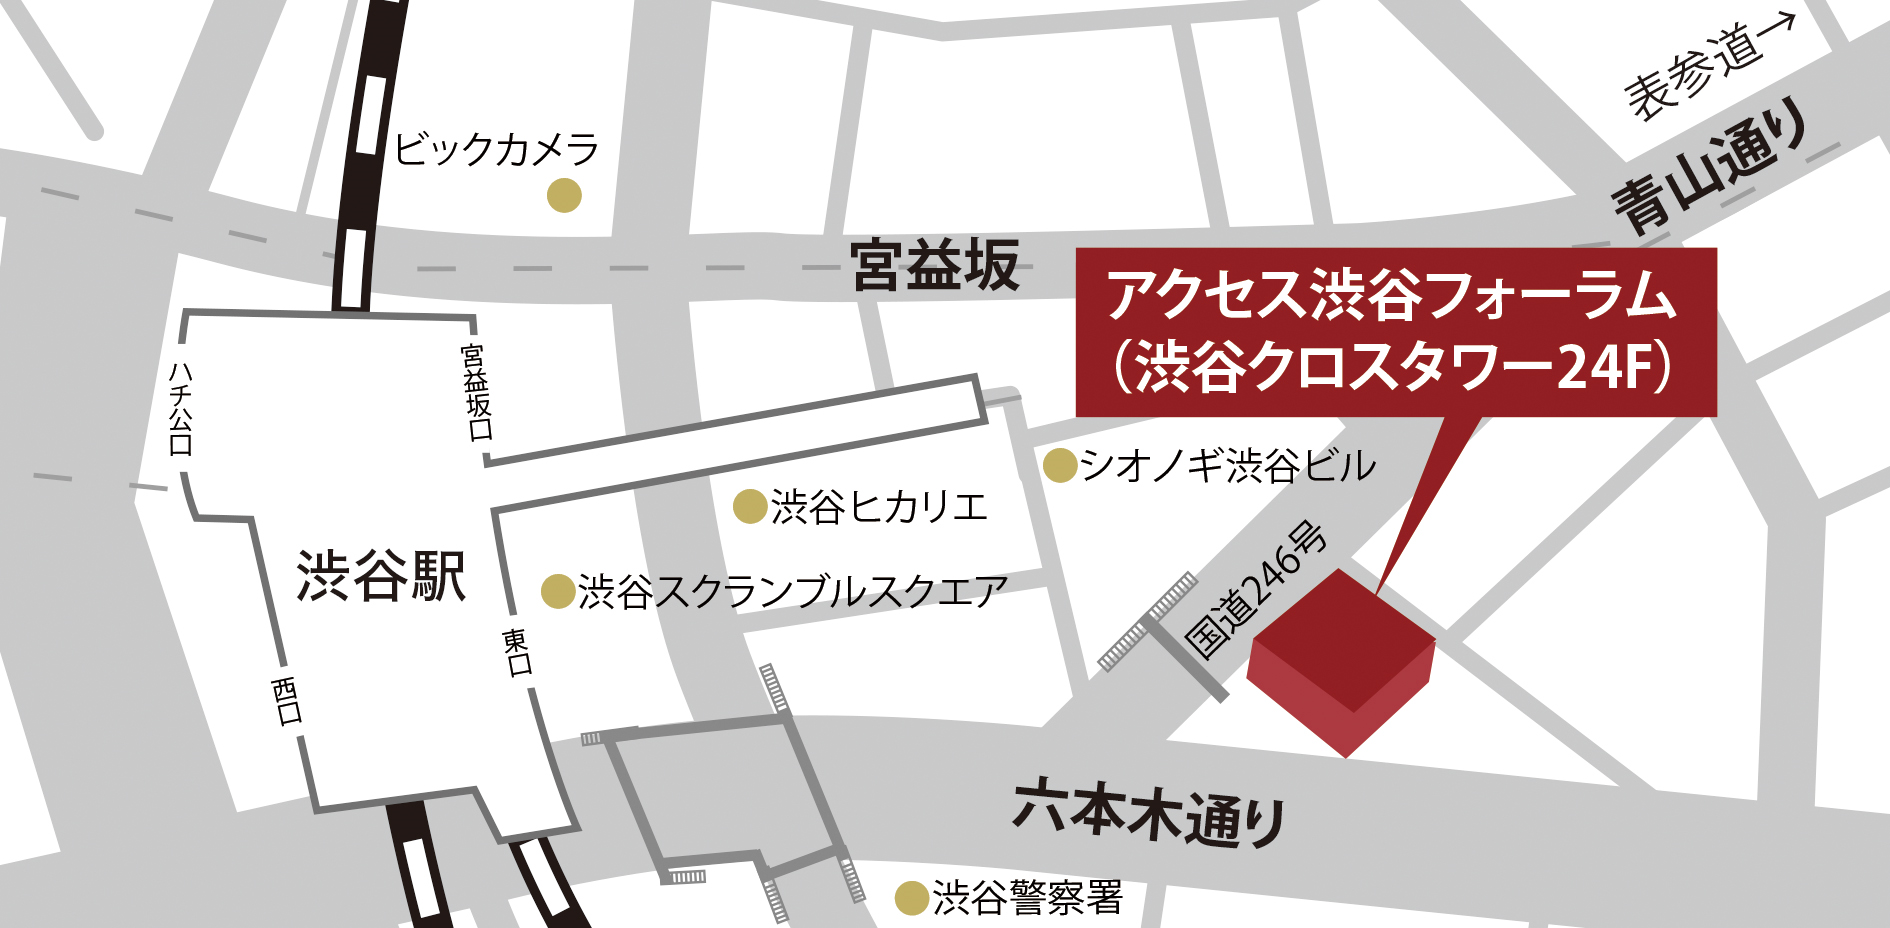 表参道→
青山通り
ビックカメラ
宮益坂
アクセス渋谷フォーラム
（渋谷クロスタワー24F）
ハチ公口
宮益坂口
シオノギ渋谷ビル
渋谷ヒカリエ
国道246号
渋谷駅
渋谷スクランブルスクエア
東口
西口
六本木通り
渋谷警察署